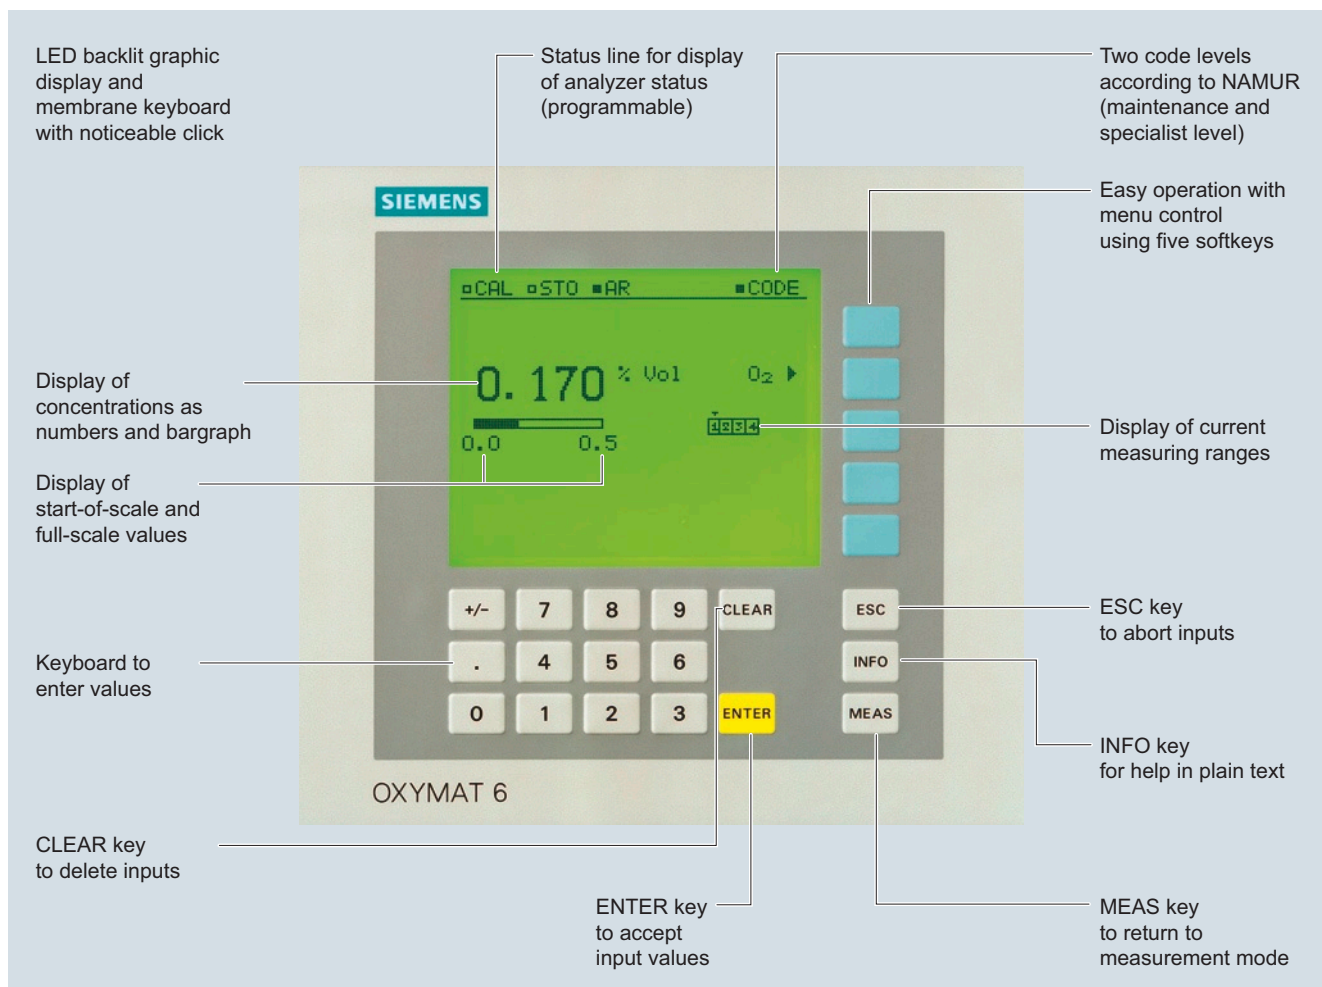 LED backlit graphic
display and
membrane keyboard
with noticeable click
Status line for display
of analyzer status
(programmable)
Two code levels
according to NAMUR
(maintenance and
specialist level)
Easy operation with
menu control
using five softkeys
SIEMENS
CAL STO AR CODE
0.170 % Vol O₂
0.0 0.5
1 2 3 4
Display of
concentrations as
numbers and bargraph
Display of current
measuring ranges
Display of
start-of-scale and
full-scale values
+/- 7 8 9 CLEAR ESC
. 4 5 6 INFO
0 1 2 3 ENTER MEAS
ESC key
to abort inputs
Keyboard to
enter values
INFO key
for help in plain text
OXYMAT 6
CLEAR key
to delete inputs
ENTER key
to accept
input values
MEAS key
to return to
measurement mode